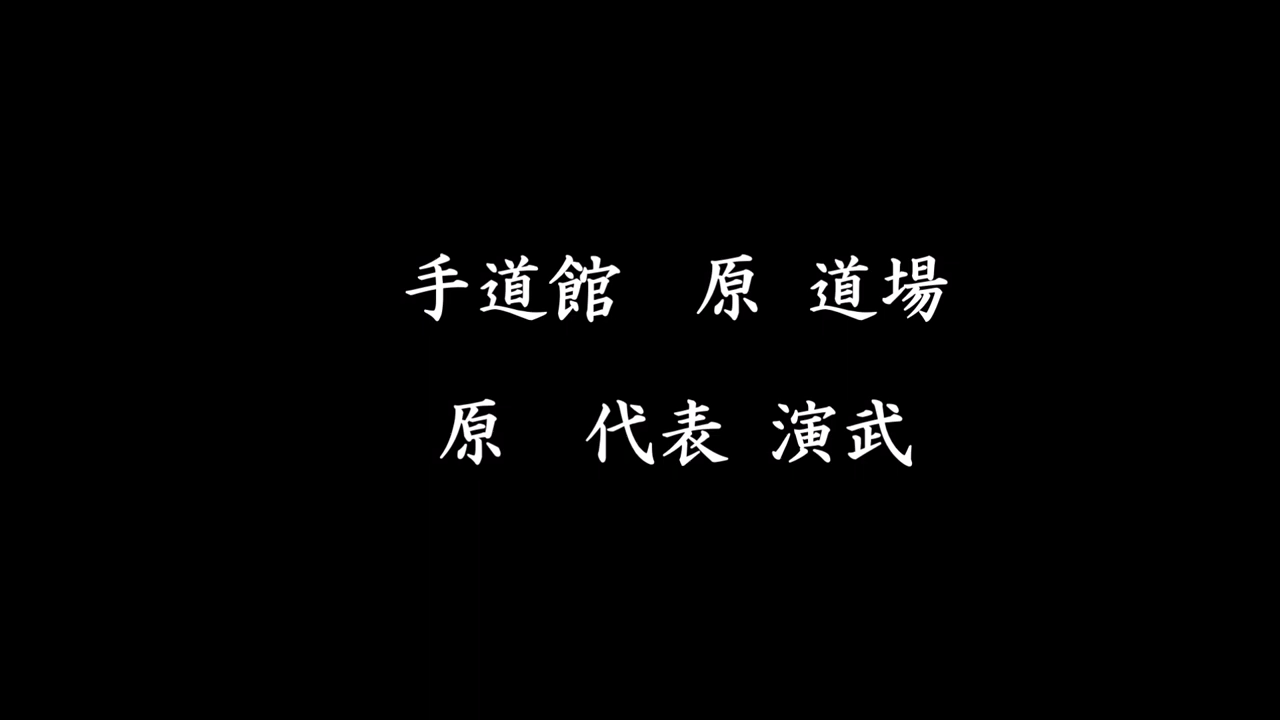 手道館　原 道場
原　代表 演武